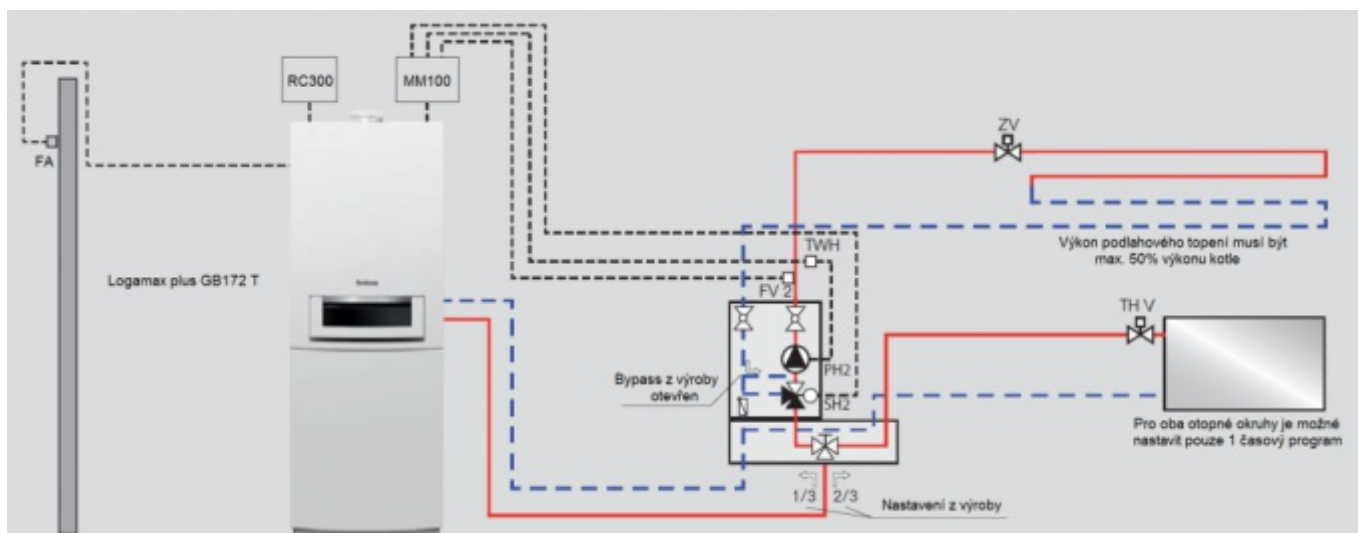 RC300
MM100
FA
ZV
Logamax plus GB172 T
TWH
FV 2
Výkon podlahového topení musí být
max. 50% výkonu kotle
TH V
Bypass z výroby
otevřen
PH2
SH2
Pro oba otopné okruhy je možné
nastavit pouze 1 časový program
1/3 2/3
Nastavení z výroby